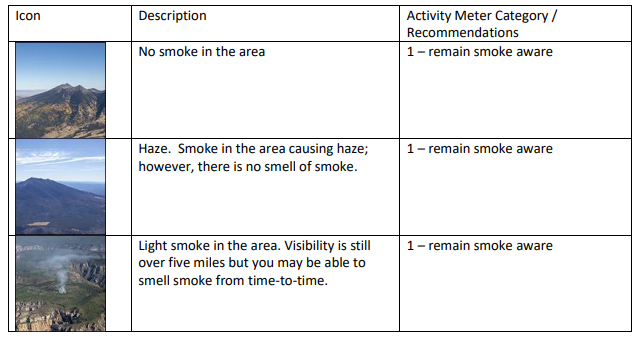 Icon
Description
Activity Meter Category /
Recommendations
No smoke in the area
1 – remain smoke aware
Haze.  Smoke in the area causing haze;
however, there is no smell of smoke.
1 – remain smoke aware
Light smoke in the area. Visibility is still
over five miles but you may be able to
smell smoke from time-to-time.
1 – remain smoke aware